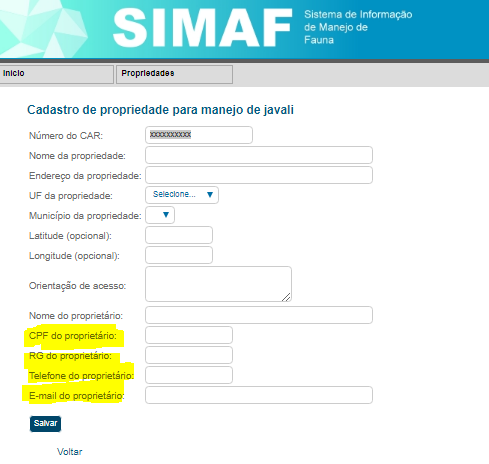 SIMAF
Sistema de Informação
de Manejo de
Fauna
Início
Propriedades
Cadastro de propriedade para manejo de javali
Número do CAR: xxxxxxxxxx
Nome da propriedade:
Endereço da propriedade:
UF da propriedade: Selecione...
Município da propriedade:
Latitude (opcional):
Longitude (opcional):
Orientação de acesso:
Nome do proprietário:
CPF do proprietário:
RG do proprietário:
Telefone do proprietário:
E-mail do proprietário:
Salvar
Voltar